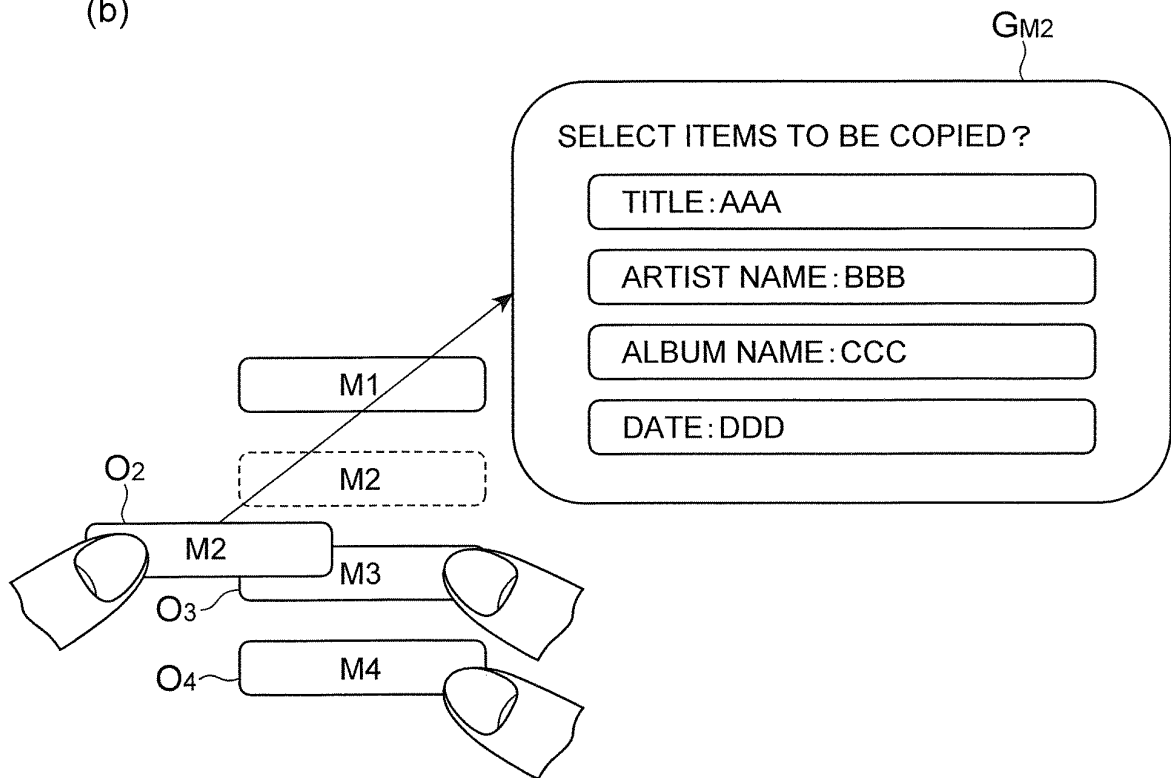 (b)
GM2
SELECT ITEMS TO BE COPIED?
TITLE:AAA
ARTIST NAME:BBB
ALBUM NAME:CCC
DATE:DDD
M1
M2
O2
M2
M3
O3
M4
O4